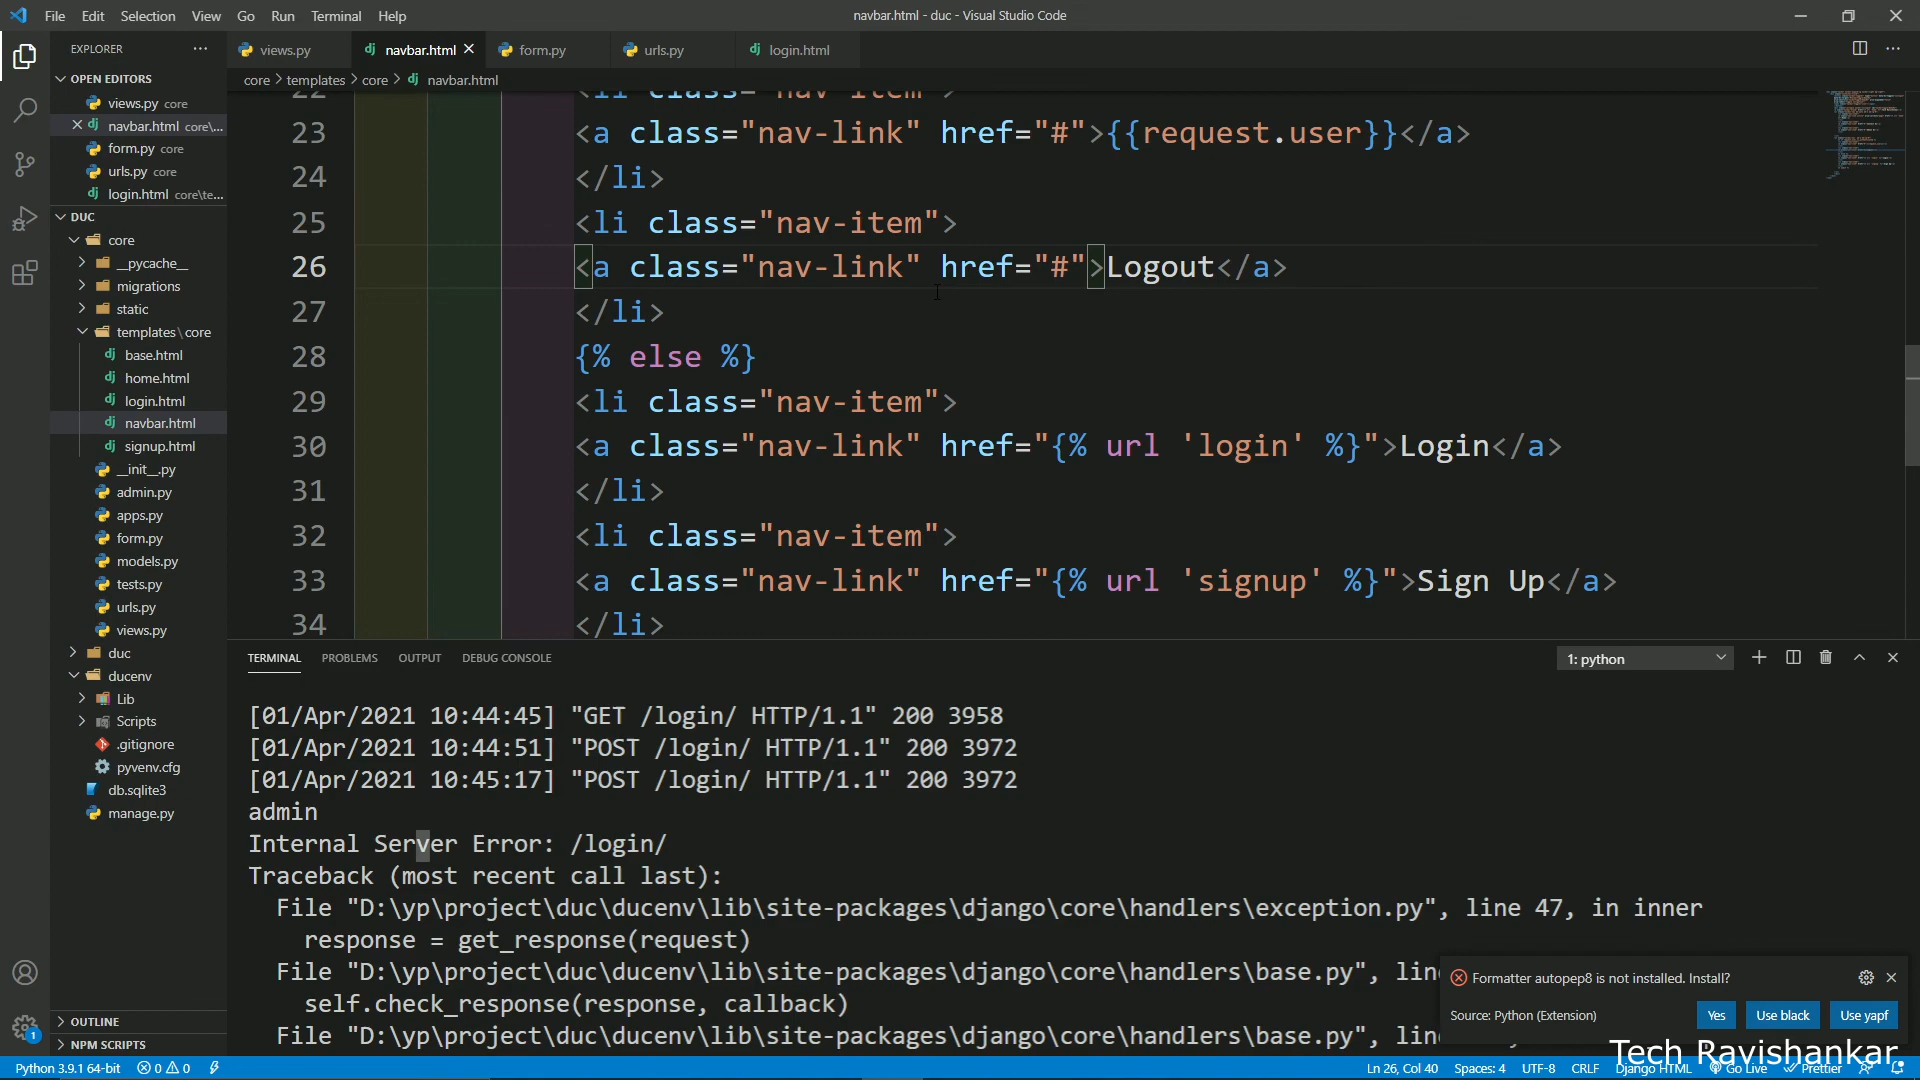 File Edit Selection View Go Run Terminal Help
navbar.html - duc - Visual Studio Code
EXPLORER
views.py navbar.html form.py urls.py login.html
OPEN EDITORS
core > templates > core > navbar.html
views.py core
navbar.html core\...
form.py core
urls.py core
login.html core\te...
DUC
core
__pycache__
migrations
static
templates\core
base.html
home.html
login.html
navbar.html
signup.html
__init__.py
admin.py
apps.py
form.py
models.py
tests.py
urls.py
views.py
duc
ducenv
Lib
Scripts
.gitignore
pyvenv.cfg
db.sqlite3
manage.py
OUTLINE
NPM SCRIPTS
22 <li class="nav-item">
23 <a class="nav-link" href="#">{{request.user}}</a>
24 </li>
25 <li class="nav-item">
26 <a class="nav-link" href="#">Logout</a>
27 </li>
28 {% else %}
29 <li class="nav-item">
30 <a class="nav-link" href="{% url 'login' %}">Login</a>
31 </li>
32 <li class="nav-item">
33 <a class="nav-link" href="{% url 'signup' %}">Sign Up</a>
34 </li>
TERMINAL PROBLEMS OUTPUT DEBUG CONSOLE
1: python
[01/Apr/2021 10:44:45] "GET /login/ HTTP/1.1" 200 3958
[01/Apr/2021 10:44:51] "POST /login/ HTTP/1.1" 200 3972
[01/Apr/2021 10:45:17] "POST /login/ HTTP/1.1" 200 3972
admin
Internal Server Error: /login/
Traceback (most recent call last):
File "D:\yp\project\duc\ducenv\lib\site-packages\django\core\handlers\exception.py", line 47, in inner
response = get_response(request)
File "D:\yp\project\duc\ducenv\lib\site-packages\django\core\handlers\base.py", lin
self.check_response(response, callback)
File "D:\yp\project\duc\ducenv\lib\site-packages\django\core\handlers\base.py", lin
Formatter autopep8 is not installed. Install?
Source: Python (Extension)
Yes Use black Use yapf
Tech Ravishankar.
1
Python 3.9.1 64-bit 0 0
Ln 26, Col 40 Spaces: 4 UTF-8 CRLF Django HTML Go Live Prettier